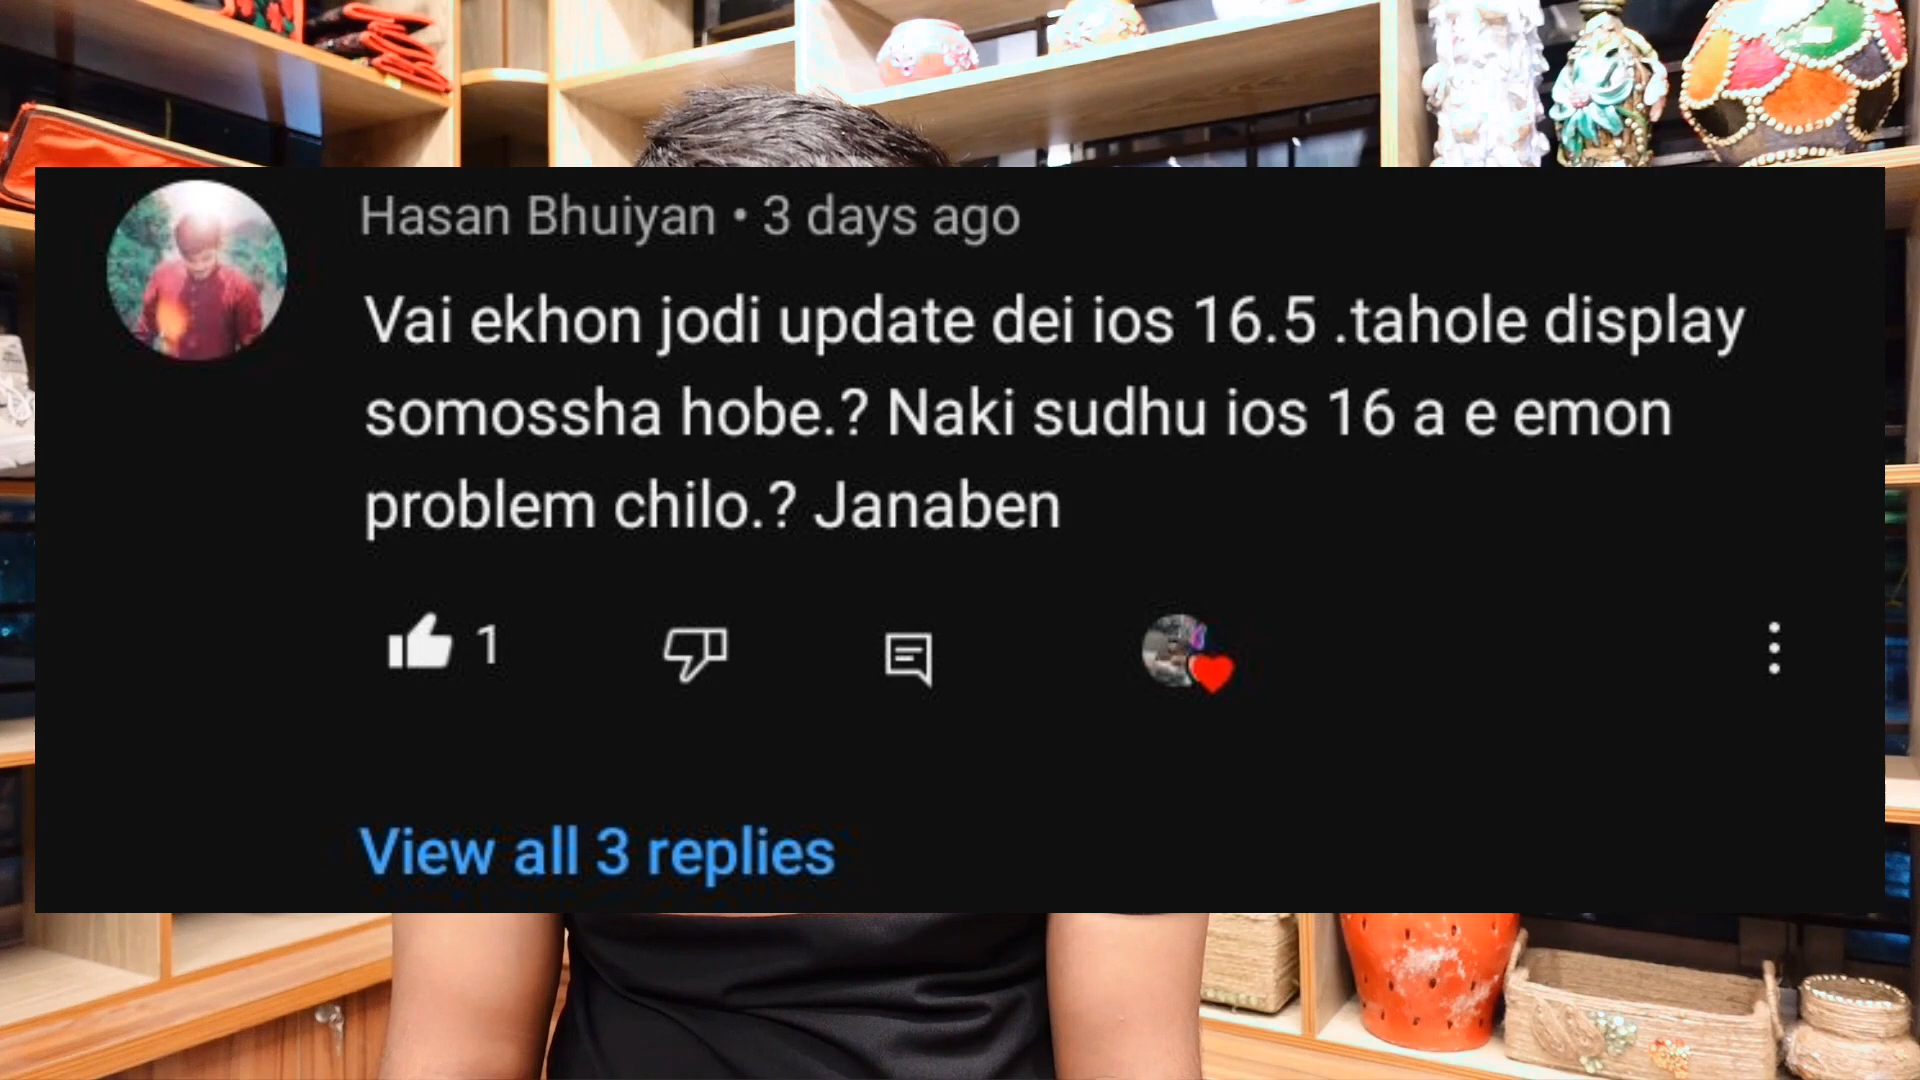 Hasan Bhuiyan • 3 days ago
Vai ekhon jodi update dei ios 16.5 .tahole display
somossha hobe.? Naki sudhu ios 16 a e emon
problem chilo.? Janaben
1
View all 3 replies